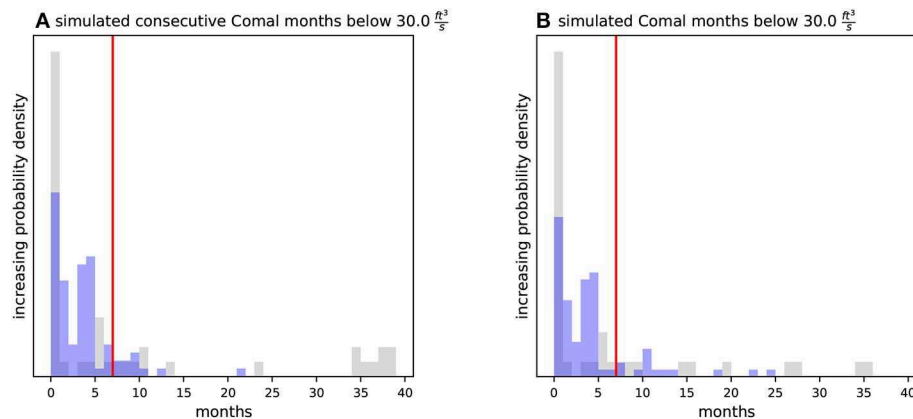 A simulated consecutive Comal months below 30.0 ft³/s
increasing probability density
0 5 10 15 20 25 30 35 40
months
B simulated Comal months below 30.0 ft³/s
increasing probability density
0 5 10 15 20 25 30 35 40
months